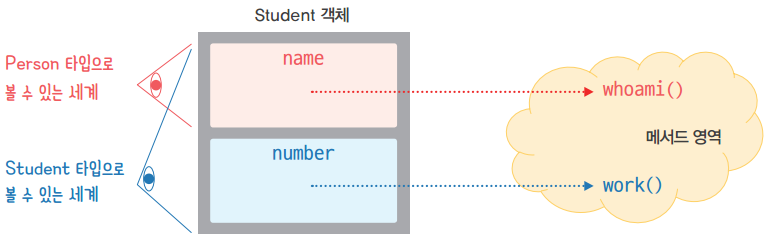 Student 객체
Person 타입으로
볼 수 있는 세계
name
whoami()
메서드 영역
number
Student 타입으로
볼 수 있는 세계
work()